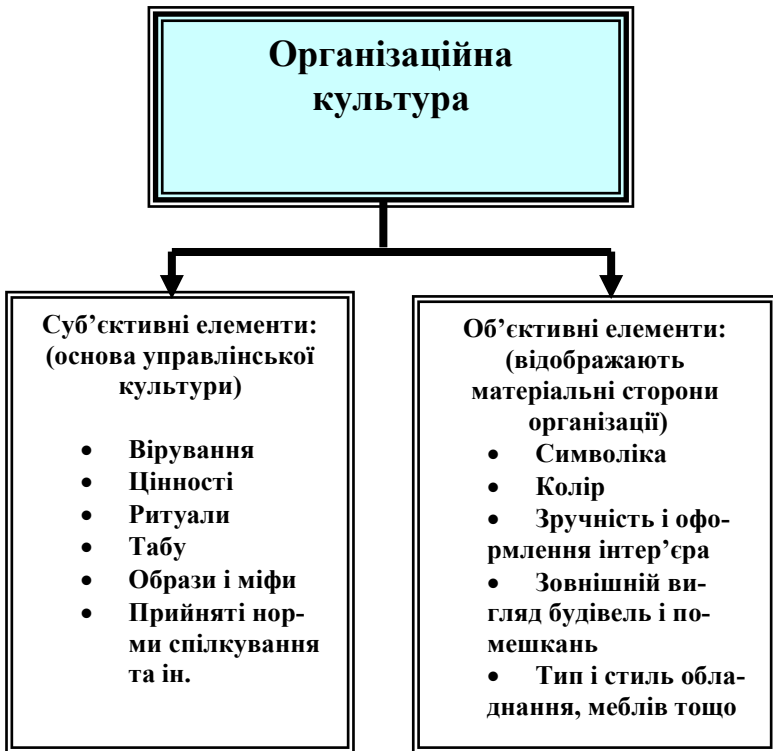 Організаційна
культура
Суб’єктивні елементи:
(основа управлінської
культури)
• Вірування
• Цінності
• Ритуали
• Табу
• Образи і міфи
• Прийняті нор-
ми спілкування
та ін.
Об’єктивні елементи:
(відображають
матеріальні сторони
організації)
• Символіка
• Колір
• Зручність і офо-
рмлення інтер’єра
• Зовнішній ви-
гляд будівель і по-
мешкань
• Тип і стиль обла-
днання, меблів тощо